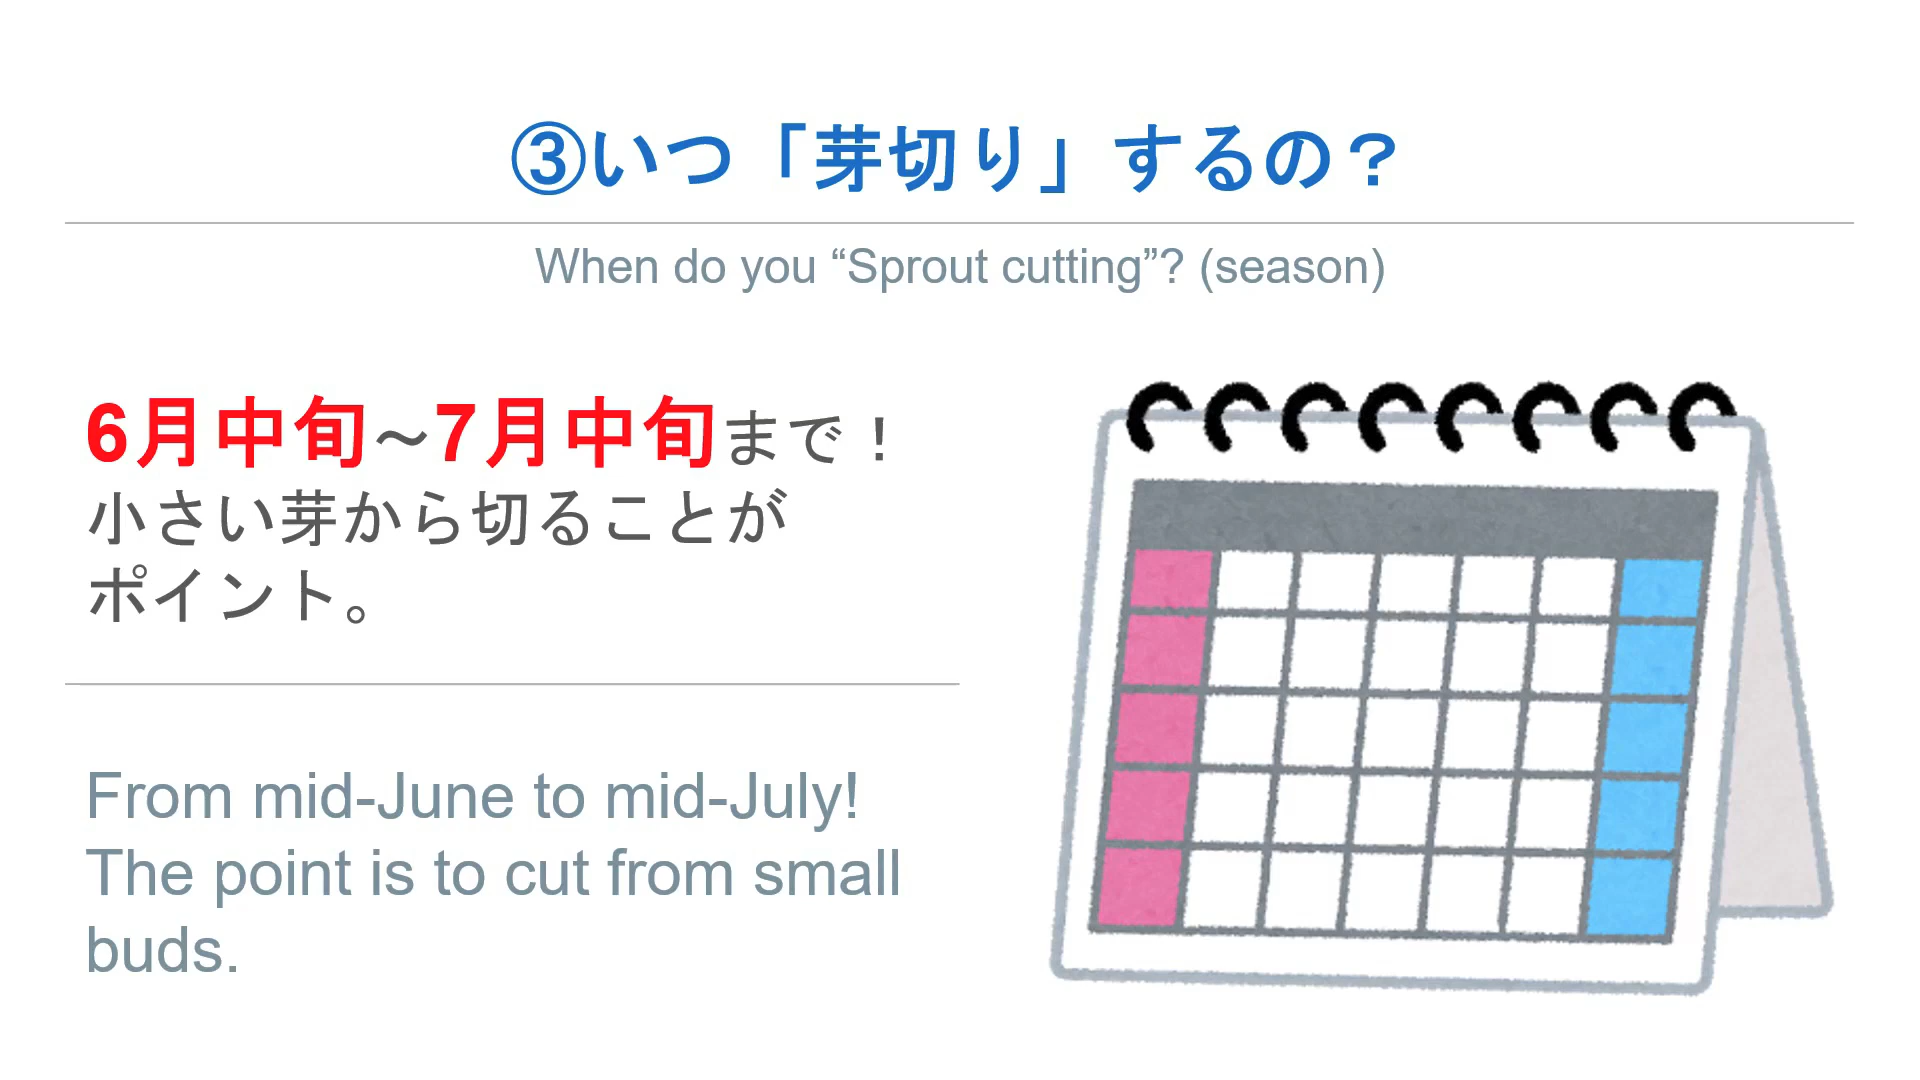 ③いつ「芽切り」するの？
When do you “Sprout cutting”? (season)
6月中旬～7月中旬まで！
小さい芽から切ることが
ポイント。
From mid-June to mid-July!
The point is to cut from small
buds.